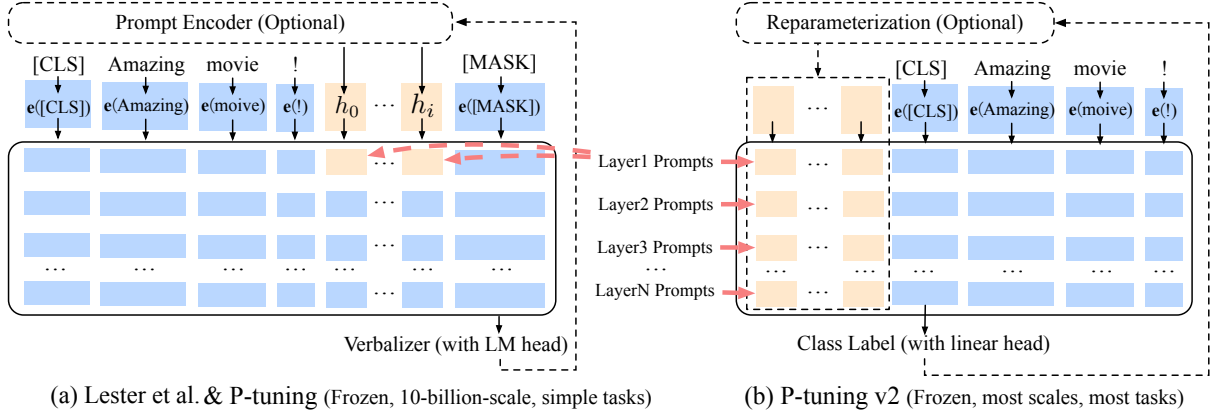 Prompt Encoder (Optional)
[CLS] Amazing movie ! [MASK]
e([CLS]) e(Amazing) e(moive) e(!) h0 ... hi e([MASK])
...
...
...
... ... ... ... ... ... ...
...
Verbalizer (with LM head)
(a) Lester et al. & P-tuning (Frozen, 10-billion-scale, simple tasks)
Layer1 Prompts
Layer2 Prompts
Layer3 Prompts
...
LayerN Prompts
Reparameterization (Optional)
[CLS] Amazing movie !
... e([CLS]) e(Amazing) e(moive) e(!)
...
...
...
... ... ... ... ... ...
...
Class Label (with linear head)
(b) P-tuning v2 (Frozen, most scales, most tasks)